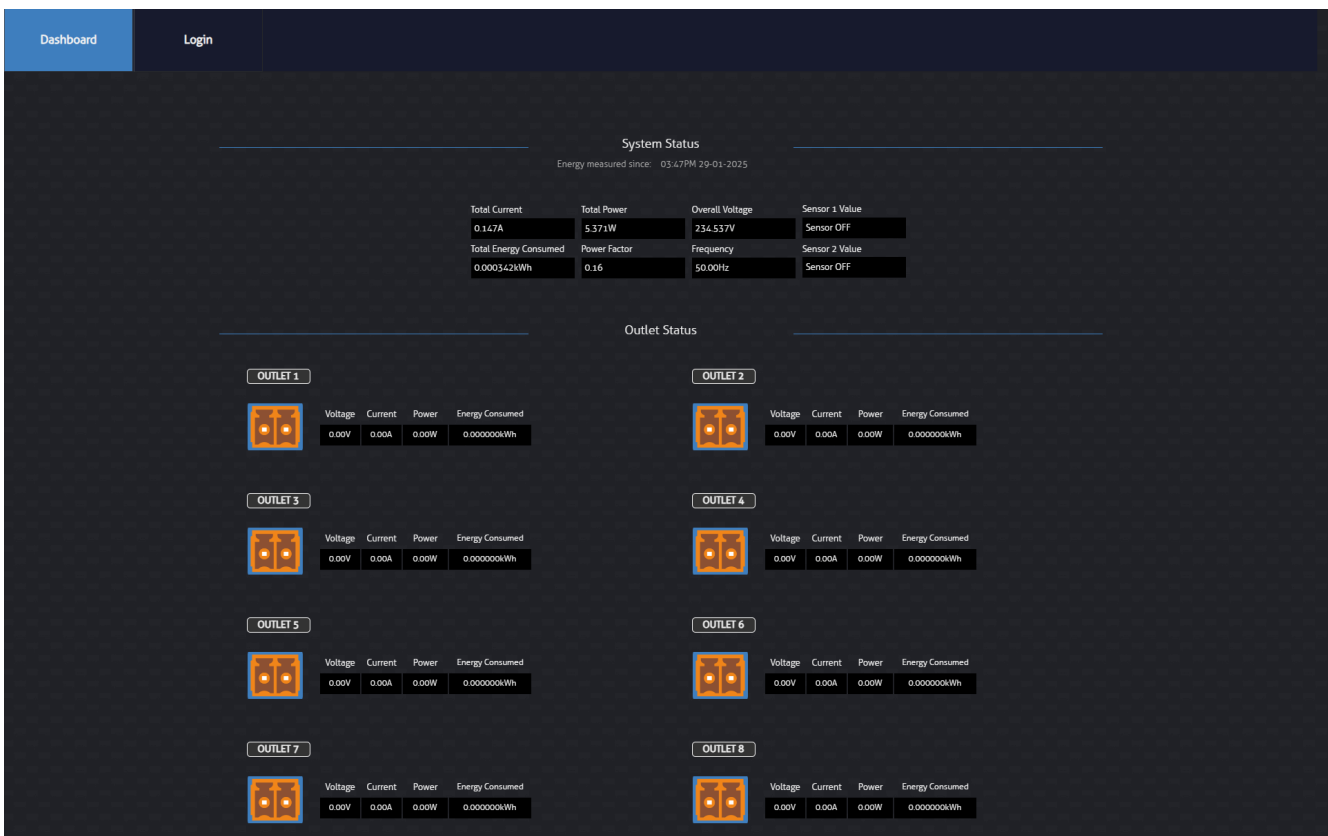 Dashboard Login
System Status
Energy measured since: 03:47PM 29-01-2025
Total Current Total Power Overall Voltage Sensor 1 Value
0.147A 5.371W 234.537V Sensor OFF
Total Energy Consumed Power Factor Frequency Sensor 2 Value
0.000342kWh 0.16 50.00Hz Sensor OFF
Outlet Status
OUTLET 1 OUTLET 2
Voltage Current Power Energy Consumed Voltage Current Power Energy Consumed
0.00V 0.00A 0.00W 0.000000kWh 0.00V 0.00A 0.00W 0.000000kWh
OUTLET 3 OUTLET 4
Voltage Current Power Energy Consumed Voltage Current Power Energy Consumed
0.00V 0.00A 0.00W 0.000000kWh 0.00V 0.00A 0.00W 0.000000kWh
OUTLET 5 OUTLET 6
Voltage Current Power Energy Consumed Voltage Current Power Energy Consumed
0.00V 0.00A 0.00W 0.000000kWh 0.00V 0.00A 0.00W 0.000000kWh
OUTLET 7 OUTLET 8
Voltage Current Power Energy Consumed Voltage Current Power Energy Consumed
0.00V 0.00A 0.00W 0.000000kWh 0.00V 0.00A 0.00W 0.000000kWh